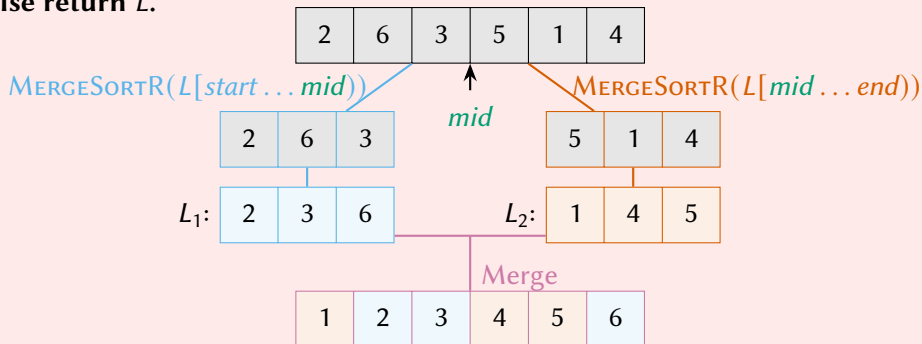 lse return L.
2 6 3 5 1 4
MERGESORTR(L[start … mid)) MERGESORTR(L[mid … end))
mid
2 6 3 5 1 4
L₁: 2 3 6 L₂: 1 4 5
Merge
1 2 3 4 5 6